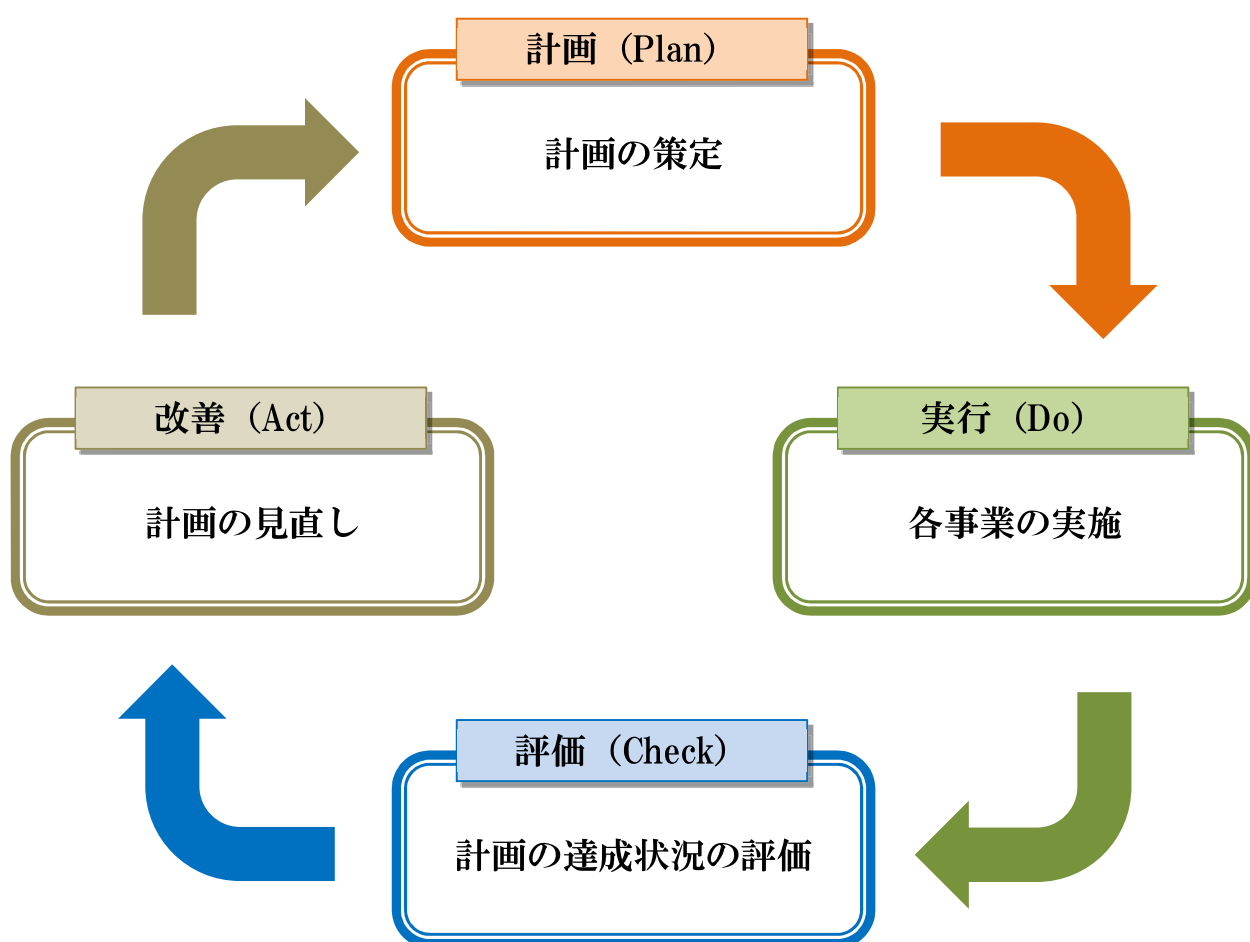 計画（Plan）
計画の策定
改善（Act）
計画の見直し
実行（Do）
各事業の実施
評価（Check）
計画の達成状況の評価